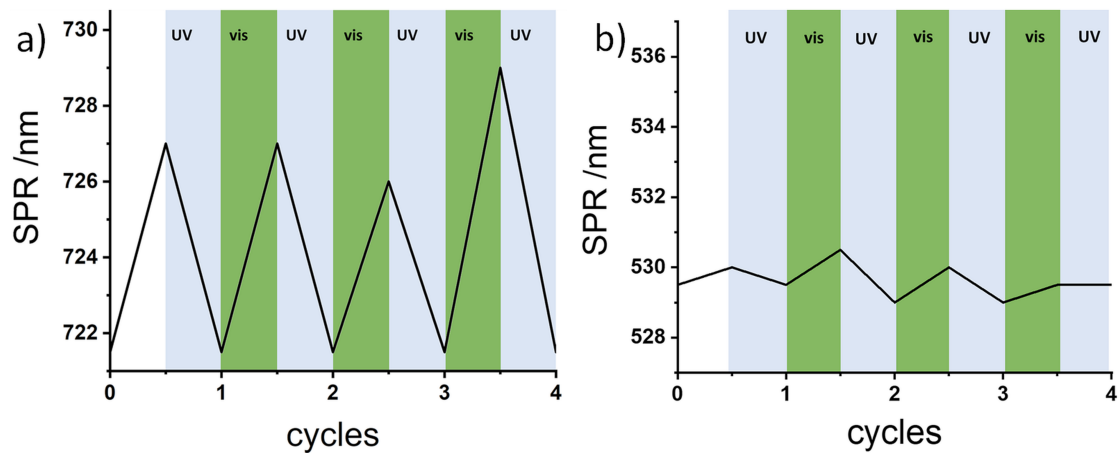 a)
UV vis UV vis UV vis UV
730
728
726
724
722
SPR /nm
0 1 2 3 4
cycles
b)
UV vis UV vis UV vis UV
536
534
532
530
528
SPR /nm
0 1 2 3 4
cycles